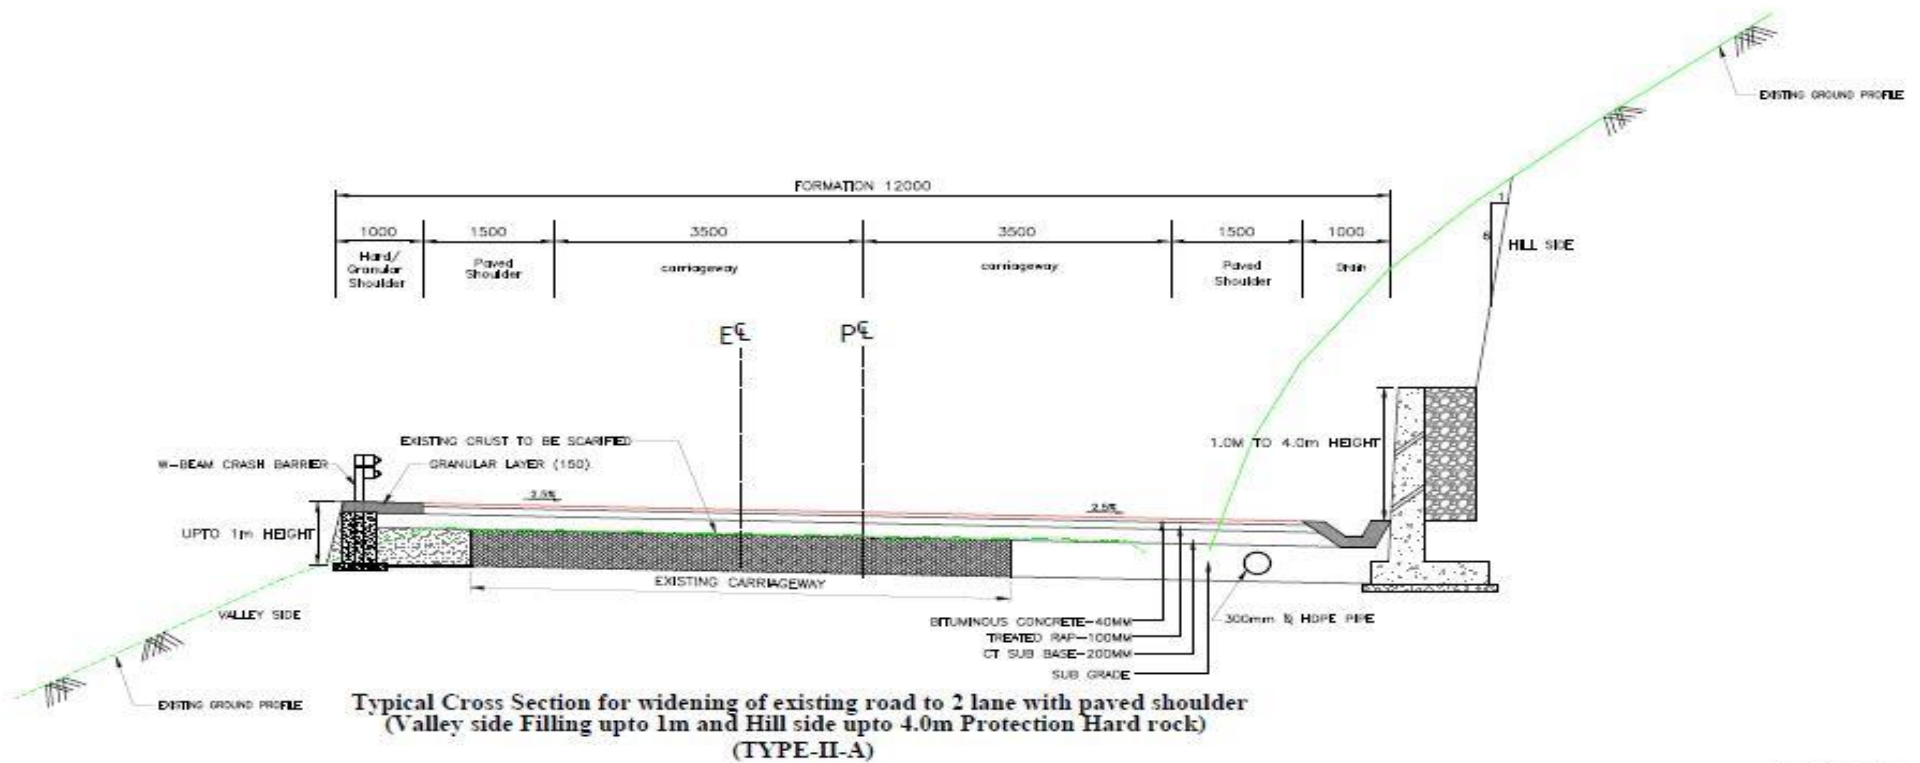 EXISTING GROUND PROFILE
FORMATION 12000
1000
1500
3500
3500
1500
1000
Hard/
Granular
Shoulder
Paved
Shoulder
carriageway
carriageway
Paved
Shoulder
Drain
1
HILL SIDE
E℄
P℄
EXISTING CRUST TO BE SCARIFIED
W-BEAM CRASH BARRIER
GRANULAR LAYER (150)
1.0M TO 4.0m HEIGHT
2.5%
2.5%
UPTO 1m HEIGHT
EXISTING CARRIAGEWAY
VALLEY SIDE
BITUMINOUS CONCRETE-40MM
300mm HDPE PIPE
TREATED RAP-100MM
CT SUB BASE-200MM
SUB GRADE
EXISTING GROUND PROFILE
Typical Cross Section for widening of existing road to 2 lane with paved shoulder
(Valley side Filling upto 1m and Hill side upto 4.0m Protection Hard rock)
(TYPE-II-A)